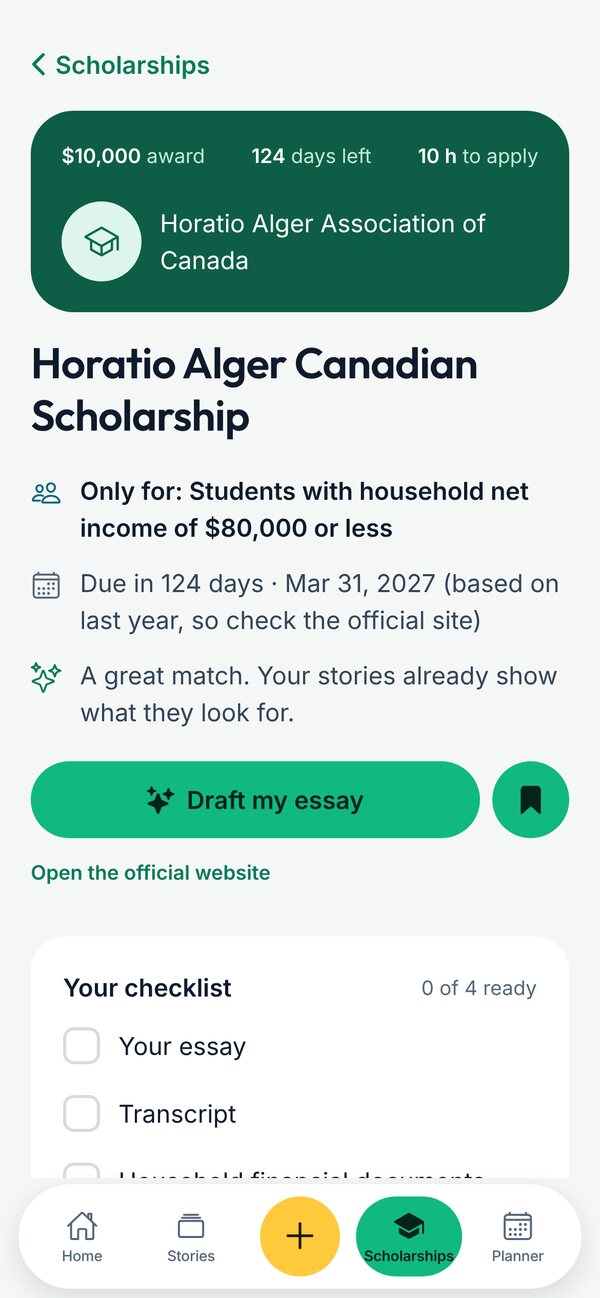 Scholarships
$10,000 award 124 days left 10 h to apply
Horatio Alger Association of
Canada
Horatio Alger Canadian
Scholarship
Only for: Students with household net
income of $80,000 or less
Due in 124 days · Mar 31, 2027 (based on
last year, so check the official site)
A great match. Your stories already show
what they look for.
Draft my essay
Open the official website
Your checklist 0 of 4 ready
Your essay
Transcript
Household financial documents
Home Stories Scholarships Planner